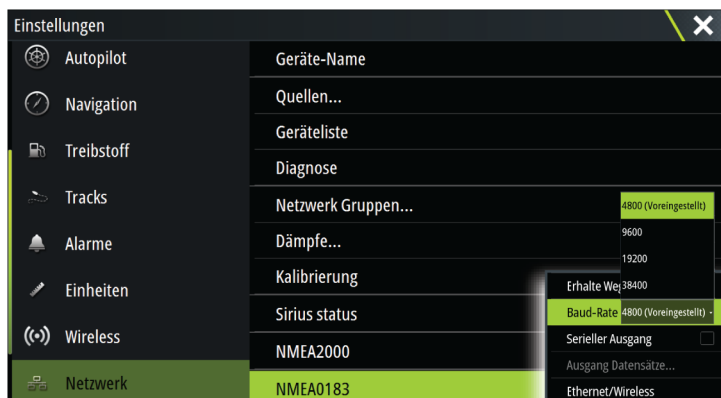 Einstellungen
Autopilot
Navigation
Treibstoff
Tracks
Alarme
Einheiten
Wireless
Netzwerk
Geräte-Name
Quellen...
Geräteliste
Diagnose
Netzwerk Gruppen...
Dämpfe...
Kalibrierung
Sirius status
NMEA2000
NMEA0183
4800 (Voreingestellt)
9600
19200
38400
Erhalte
Baud-Rate 4800 (Voreingestellt)
Serieller Ausgang
Ausgang Datensätze...
Ethernet/Wireless